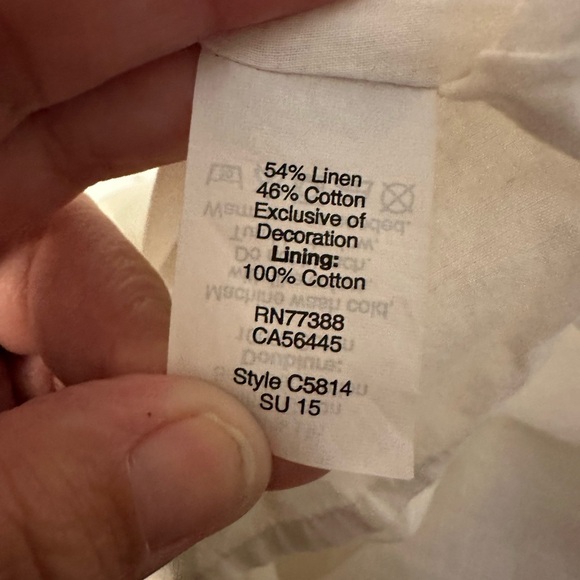 54% Linen
46% Cotton
Exclusive of
Decoration
Lining:
100% Cotton
RN77388
CA56445
Style C5814
SU 15